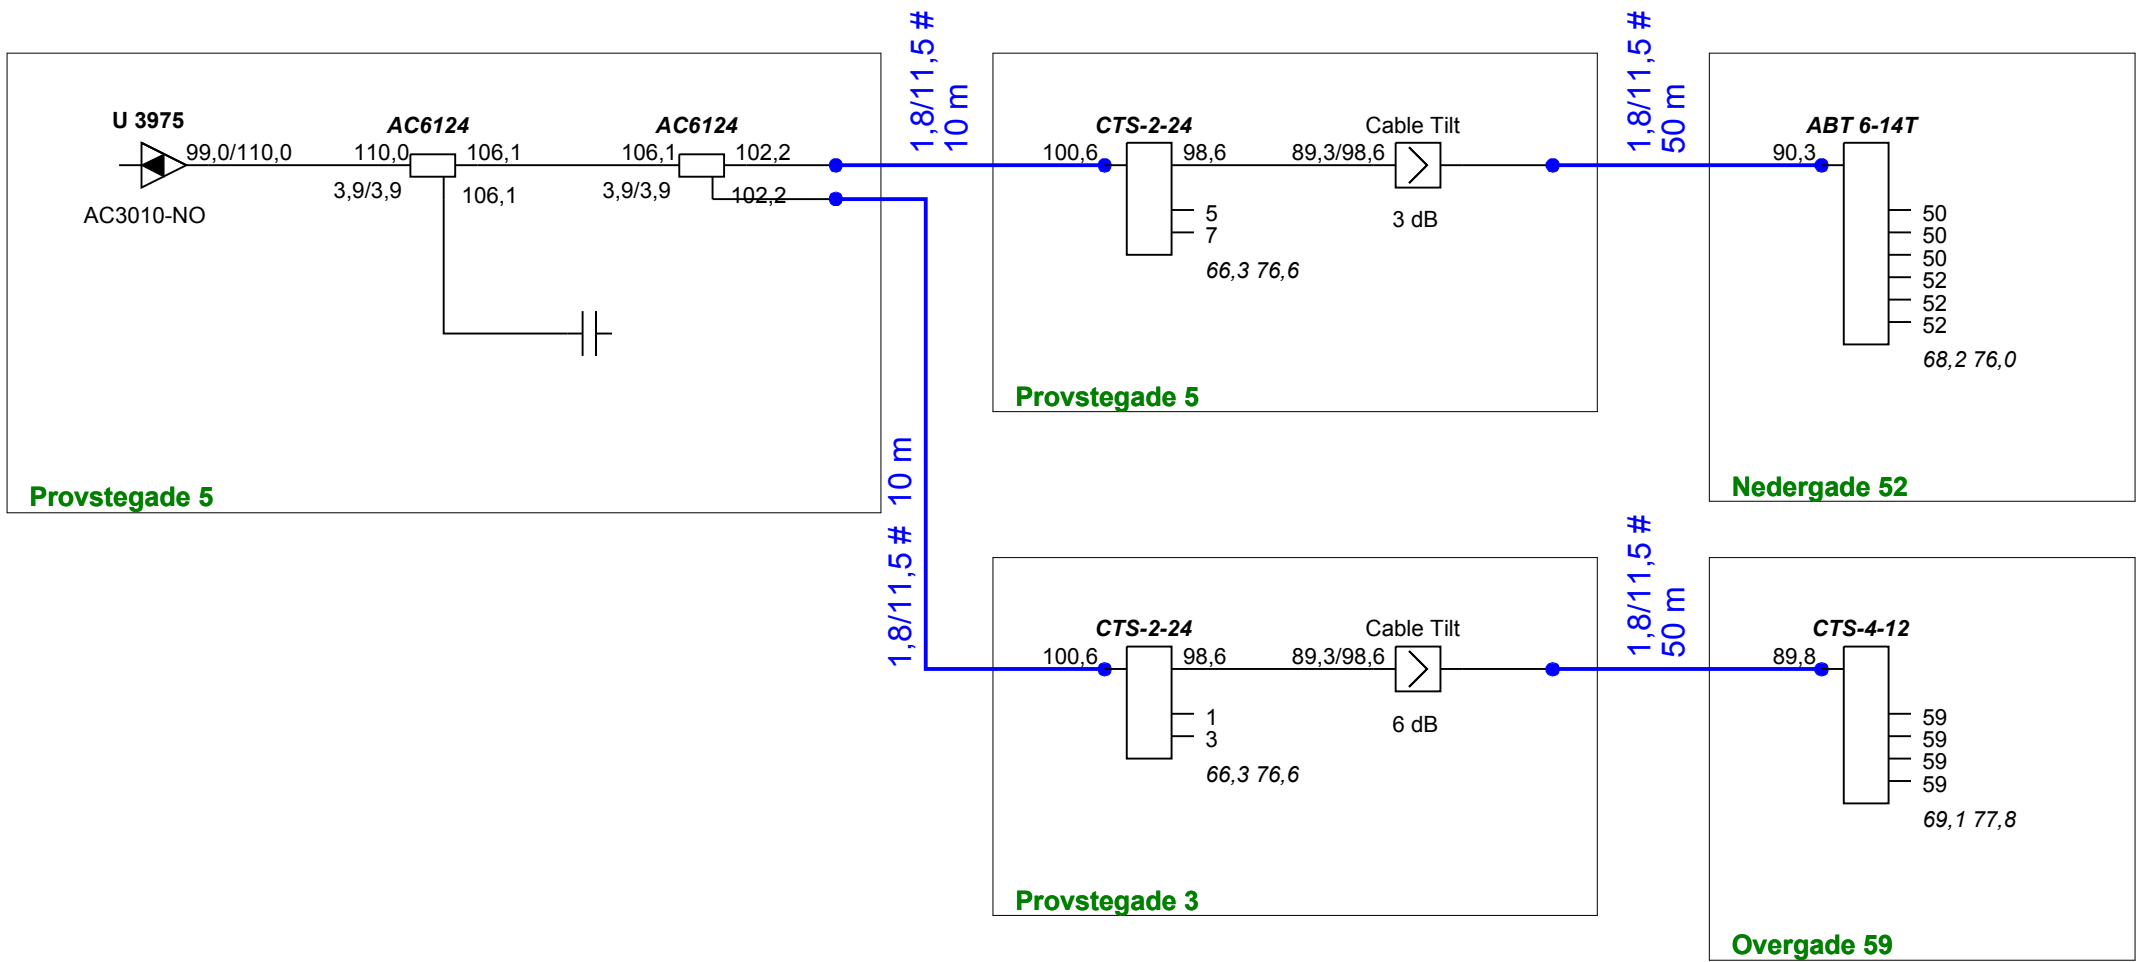 U 3975
99,0/110,0
AC3010-NO
AC6124
110,0
106,1
3,9/3,9
106,1
AC6124
106,1
102,2
3,9/3,9
102,2
Provstegade 5
1,8/11,5 #
10 m
1,8/11,5 # 10 m
CTS-2-24
100,6
98,6
5
7
66,3 76,6
Cable Tilt
89,3/98,6
3 dB
Provstegade 5
1,8/11,5 #
50 m
ABT 6-14T
90,3
50
50
50
52
52
52
68,2 76,0
Nedergade 52
CTS-2-24
100,6
98,6
1
3
66,3 76,6
Cable Tilt
89,3/98,6
6 dB
Provstegade 3
1,8/11,5 #
50 m
CTS-4-12
89,8
59
59
59
59
69,1 77,8
Overgade 59